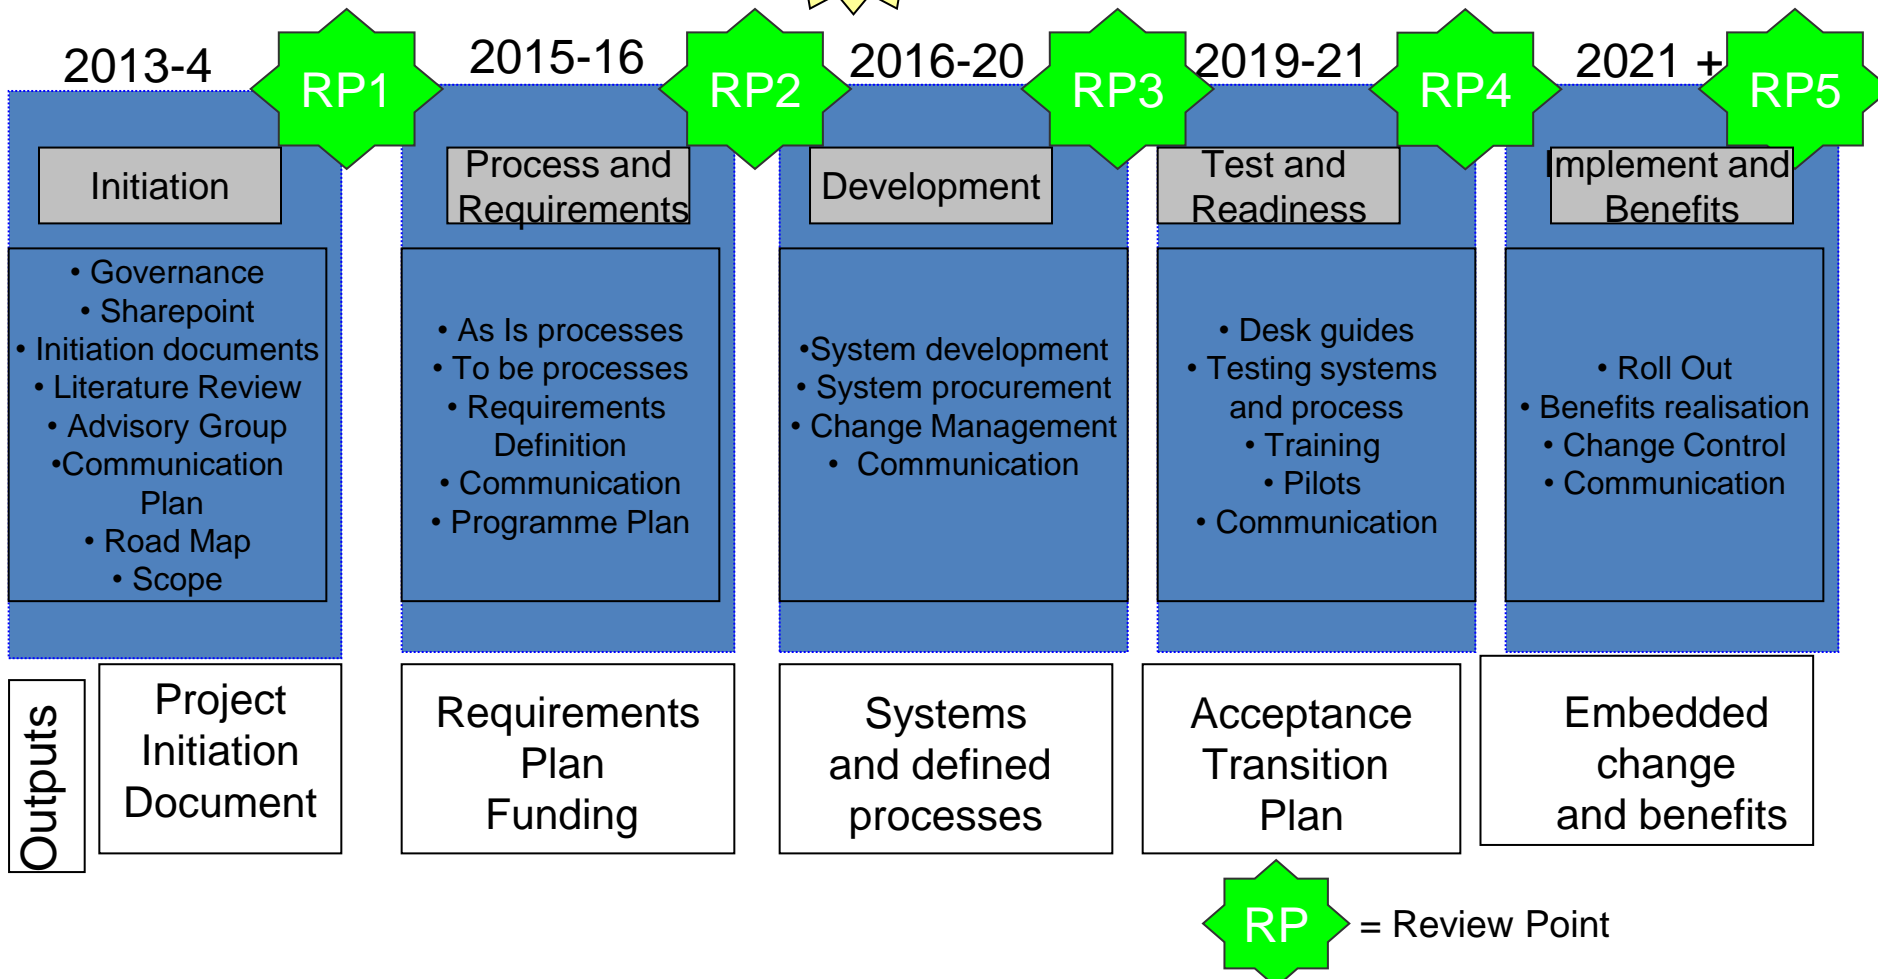 2013-4
RP1
2015-16
RP2
2016-20
RP3
2019-21
RP4
2021 +
RP5
Initiation
Process and
Requirements
Development
Test and
Readiness
Implement and
Benefits
• Governance
• Sharepoint
• Initiation documents
• Literature Review
• Advisory Group
•Communication
Plan
• Road Map
• Scope
• As Is processes
• To be processes
• Requirements
Definition
• Communication
• Programme Plan
•System development
• System procurement
• Change Management
• Communication
• Desk guides
• Testing systems
and process
• Training
• Pilots
• Communication
• Roll Out
• Benefits realisation
• Change Control
• Communication
Outputs
Project
Initiation
Document
Requirements
Plan
Funding
Systems
and defined
processes
Acceptance
Transition
Plan
Embedded
change
and benefits
RP = Review Point